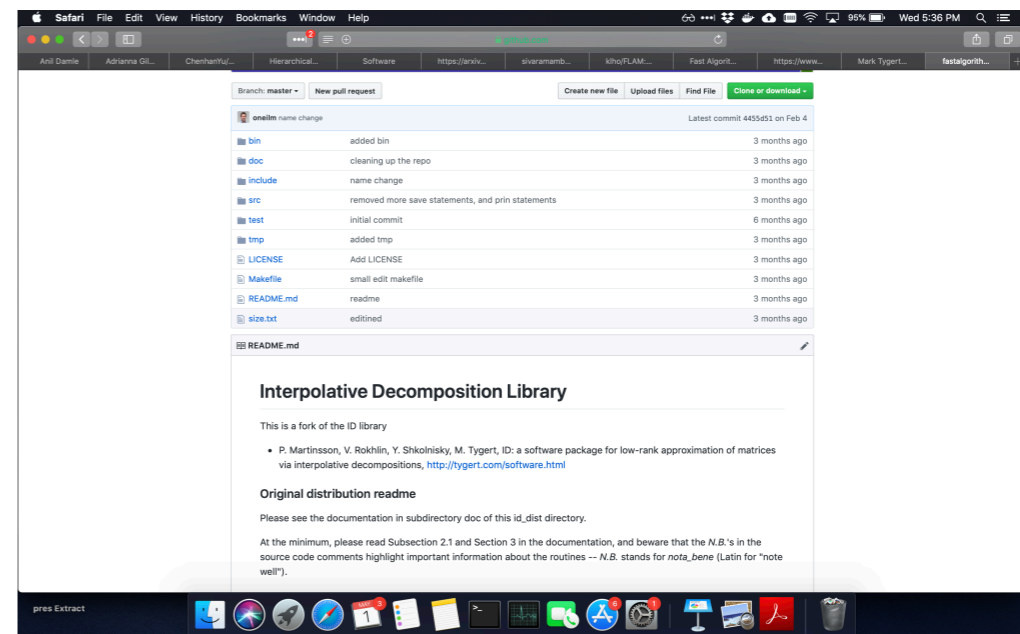 Safari File Edit View History Bookmarks Window Help 95% Wed 5:36 PM
2
Anil Damle Adrianna Gil... ChenhanYu/... Hierarchical... Software https://arxiv... sivaramamb... klho/FLAM:... Fast Algorit... https://www... Mark Tygert... fastalgorith...
Branch: master New pull request Create new file Upload files Find File Clone or download
oneilm name change Latest commit 4455d51 on Feb 4
bin added bin 3 months ago
doc cleaning up the repo 3 months ago
include name change 3 months ago
src removed more save statements, and prin statements 3 months ago
test initial commit 6 months ago
tmp added tmp 3 months ago
LICENSE Add LICENSE 3 months ago
Makefile small edit makefile 3 months ago
README.md readme 3 months ago
size.txt editined 3 months ago
README.md
Interpolative Decomposition Library
This is a fork of the ID library
• P. Martinsson, V. Rokhlin, Y. Shkolnisky, M. Tygert, ID: a software package for low-rank approximation of matrices
via interpolative decompositions, http://tygert.com/software.html
Original distribution readme
Please see the documentation in subdirectory doc of this id_dist directory.
At the minimum, please read Subsection 2.1 and Section 3 in the documentation, and beware that the N.B.'s in the
source code comments highlight important information about the routines -- N.B. stands for nota_bene (Latin for "note
well").
pres Extract
MAY 3 6 1
1